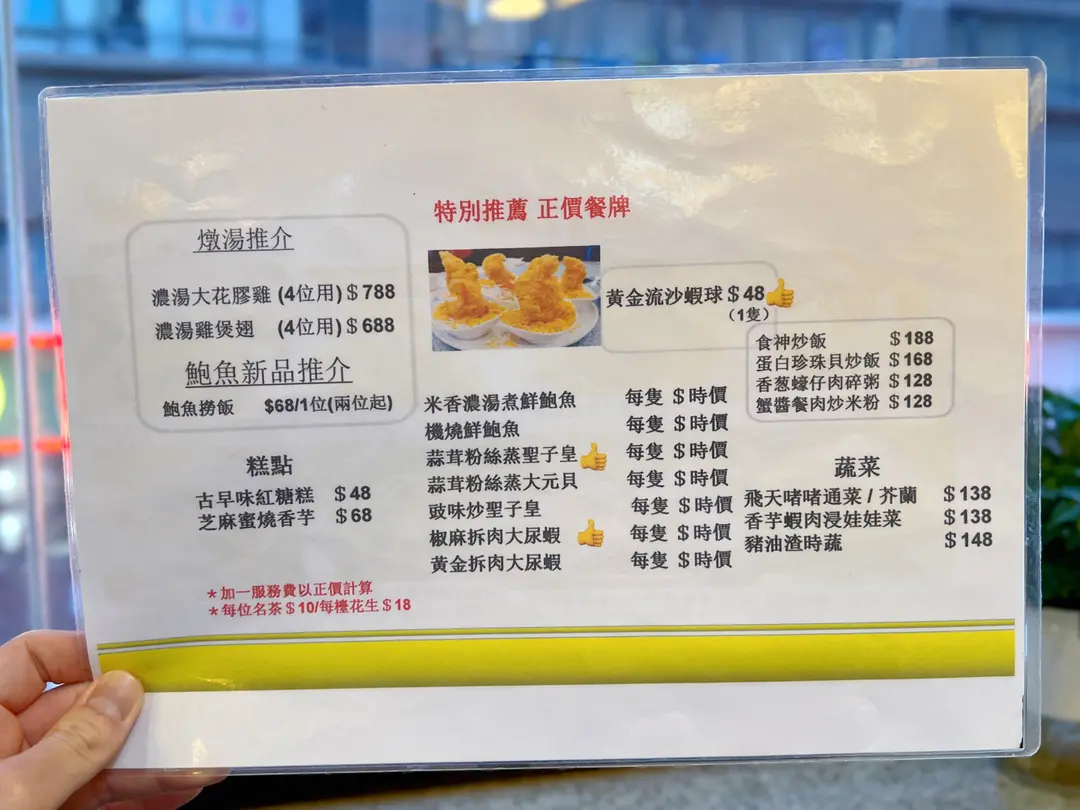 特別推薦 正價餐牌
燉湯推介
濃湯大花膠雞 (4位用) $788
濃湯雞煲翅 (4位用) $688
鮑魚新品推介
鮑魚撈飯 $68/1位(兩位起)
糕點
古早味紅糖糕 $48
芝麻蜜燒香芋 $68
黃金流沙蝦球 $48
(1隻)
米香濃湯煮鮮鮑魚 每隻 $時價
機燒鮮鮑魚 每隻 $時價
蒜茸粉絲蒸聖子皇 每隻 $時價
蒜茸粉絲蒸大元貝 每隻 $時價
豉味炒聖子皇 每隻 $時價
椒麻拆肉大尿蝦 每隻 $時價
黃金拆肉大尿蝦 每隻 $時價
食神炒飯 $188
蛋白珍珠貝炒飯 $168
香葱蠔仔肉碎粥 $128
蟹醬餐肉炒米粉 $128
蔬菜
飛天啫啫通菜 / 芥蘭 $138
香芋蝦肉浸娃娃菜 $138
豬油渣時蔬 $148
*加一服務費以正價計算
*每位名茶$10/每檯花生$18